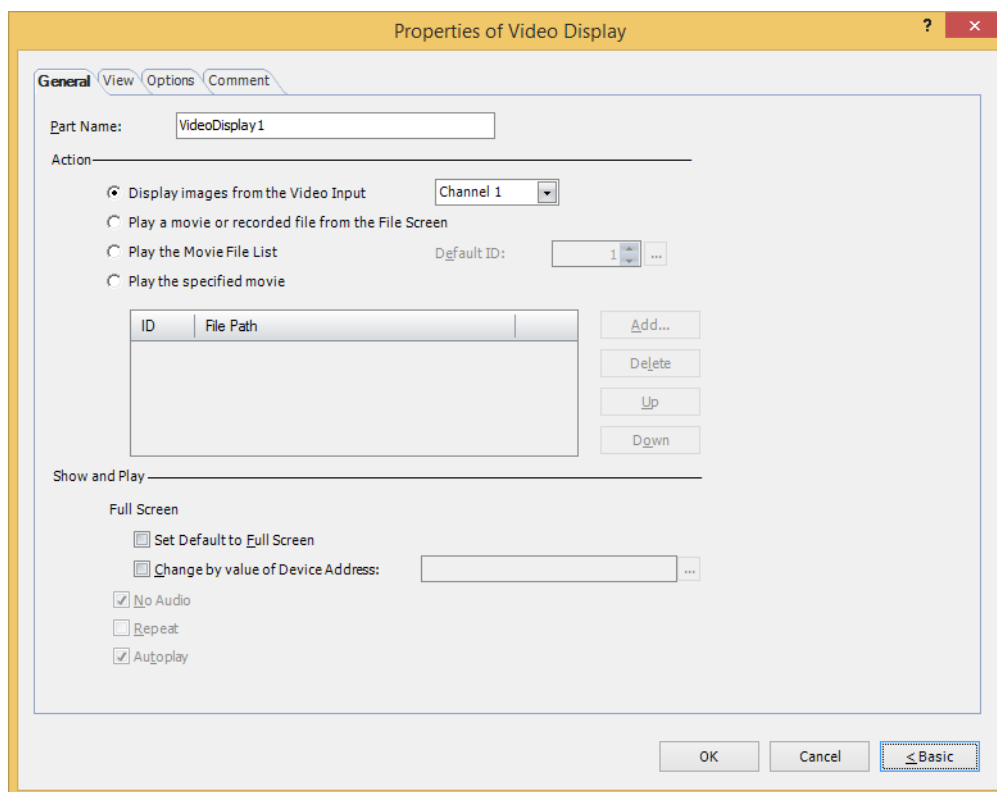 Properties of Video Display
? ×
General View Options Comment
Part Name: VideoDisplay1
Action
Display images from the Video Input Channel 1
Play a movie or recorded file from the File Screen
Play the Movie File List Default ID: 1 ...
Play the specified movie
ID File Path Add...
Delete
Up
Down
Show and Play
Full Screen
Set Default to Full Screen
Change by value of Device Address: ...
No Audio
Repeat
Autoplay
OK Cancel < Basic